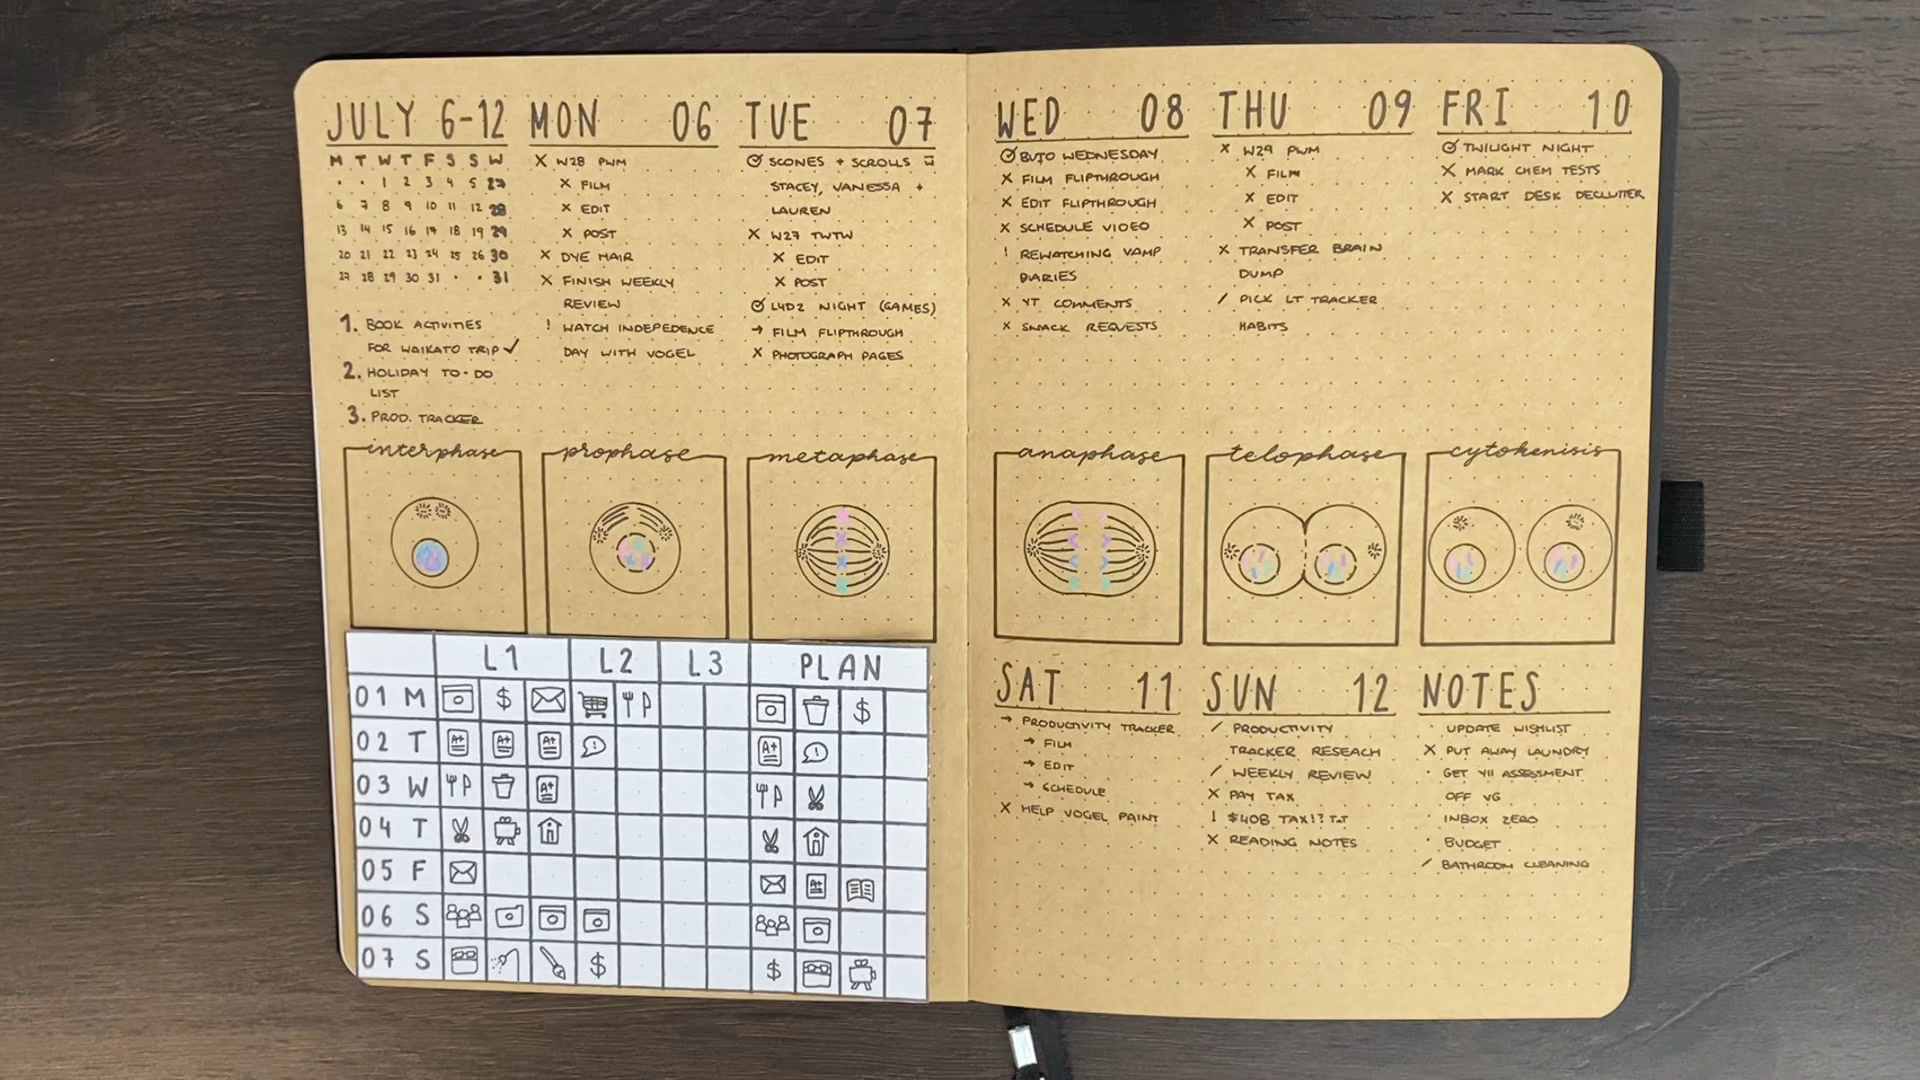 JULY 6-12
M T W T F S S W
· · 1 2 3 4 5 27
6 7 8 9 10 11 12 28
13 14 15 16 17 18 19 29
20 21 22 23 24 25 26 30
27 28 29 30 31 · · 31
1. BOOK ACTIVITIES
FOR WAIKATO TRIP ✓
2. HOLIDAY TO-DO
LIST
3. PROD. TRACKER
MON 06
X W28 PWM
X FILM
X EDIT
X POST
X DYE HAIR
X FINISH WEEKLY
REVIEW
! WATCH INDEPEDENCE
DAY WITH VOGEL
TUE 07
SCONES + SCROLLS
STACEY, VANESSA +
LAUREN
X W27 TWTW
X EDIT
X POST
L4D2 NIGHT (GAMES)
→ FILM FLIPTHROUGH
X PHOTOGRAPH PAGES
WED 08
BUJO WEDNESDAY
X FILM FLIPTHROUGH
X EDIT FLIPTHROUGH
X SCHEDULE VIDEO
! REWATCHING VAMP
DIARIES
X YT COMMENTS
X SNACK REQUESTS
THU 09
X W29 PWM
X FILM
X EDIT
X POST
X TRANSFER BRAIN
DUMP
/ PICK LT TRACKER
HABITS
FRI 10
TWILIGHT NIGHT
X MARK CHEM TESTS
X START DESK DECLUTTER
interphase
prophase
metaphase
anaphase
telophase
cytokenisis
L1 L2 L3 PLAN
01 M $ $
02 T A+ A+ A+ ! A+ !
03 W A+
04 T
05 F A+
06 S
07 S $ $
SAT 11
→ PRODUCTIVITY TRACKER
→ FILM
→ EDIT
→ SCHEDULE
X HELP VOGEL PAINT
SUN 12
/ PRODUCTIVITY
TRACKER RESEACH
/ WEEKLY REVIEW
X PAY TAX
! $408 TAX!? T.T
X READING NOTES
NOTES
· UPDATE WISHLIST
X PUT AWAY LAUNDRY
· GET Y11 ASSESSMENT
OFF VG
· INBOX ZERO
· BUDGET
/ BATHROOM CLEANING